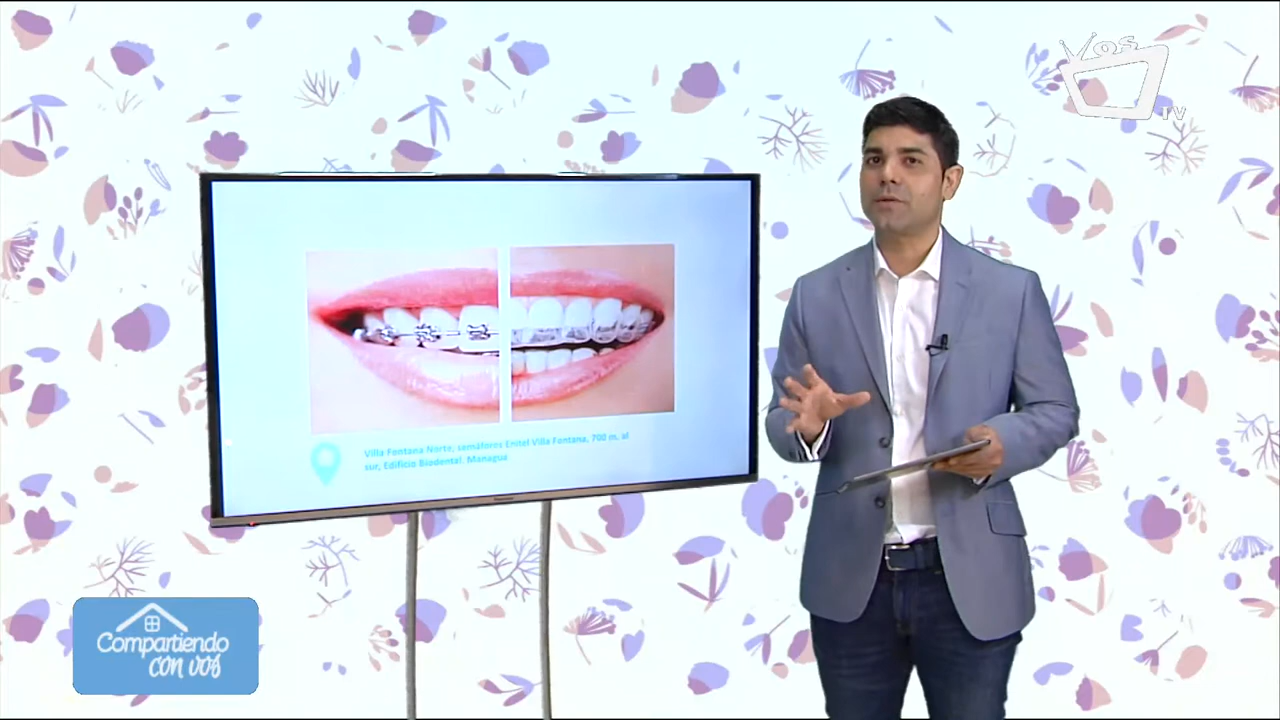 Vos
TV
Villa Fontana Norte, semáforos Enitel Villa Fontana, 700 m. al
sur, Edificio Biodental. Managua
Compartiendo
con vos